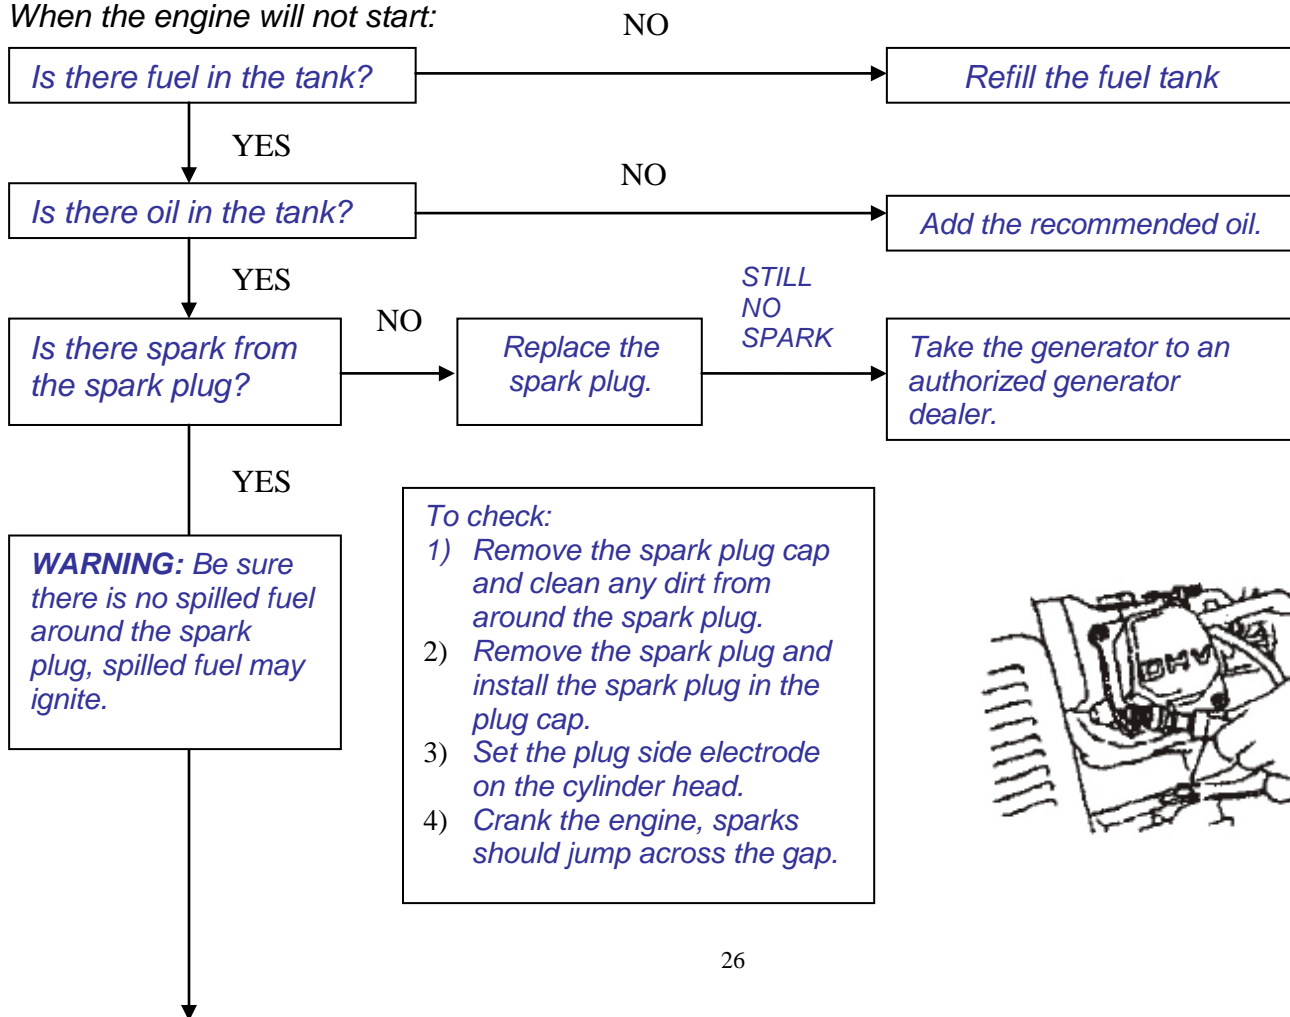 When the engine will not start:
NO
Is there fuel in the tank?
Refill the fuel tank
YES
NO
Is there oil in the tank?
Add the recommended oil.
YES
STILL
NO
SPARK
NO
Is there spark from
the spark plug?
Replace the
spark plug.
Take the generator to an
authorized generator
dealer.
YES
WARNING: Be sure
there is no spilled fuel
around the spark
plug, spilled fuel may
ignite.
To check:
1) Remove the spark plug cap
and clean any dirt from
around the spark plug.
2) Remove the spark plug and
install the spark plug in the
plug cap.
3) Set the plug side electrode
on the cylinder head.
4) Crank the engine, sparks
should jump across the gap.
OHV
26